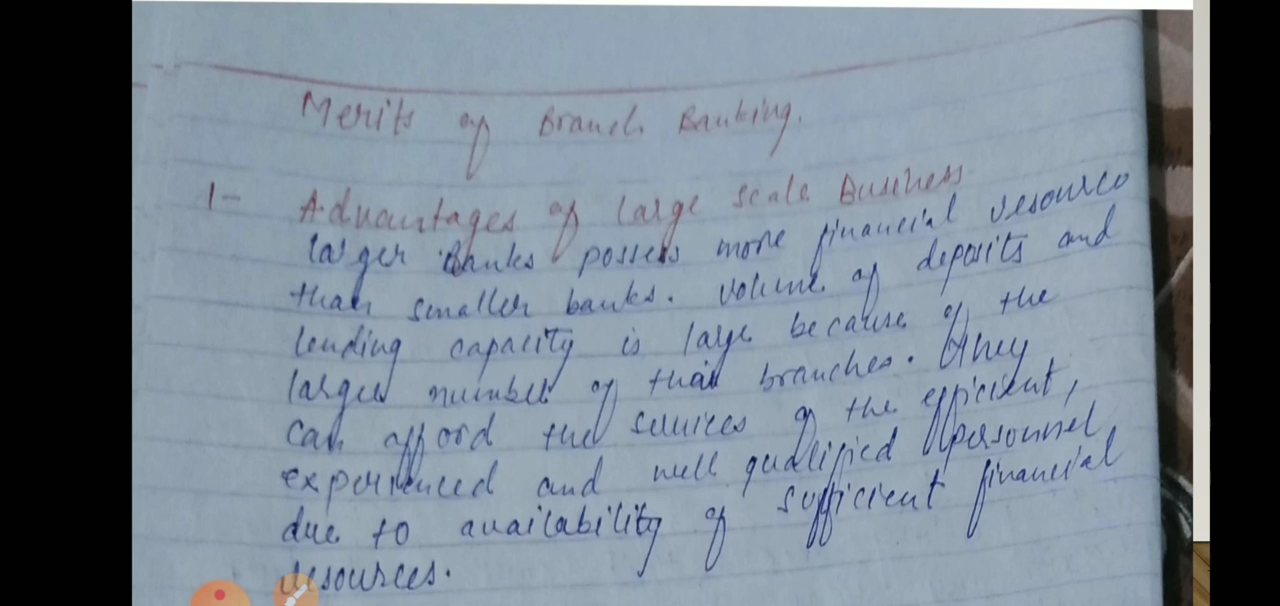 Merits of Branch Banking.
1- Advantages of large scale Business
larger Banks possess more financial resources
than smaller banks. volume of deposits and
lending capacity is large because of the
larger number of their branches. They
can afford the services of the efficient,
experienced and well qualified personnel,
due to availability of sufficient financial
resources.